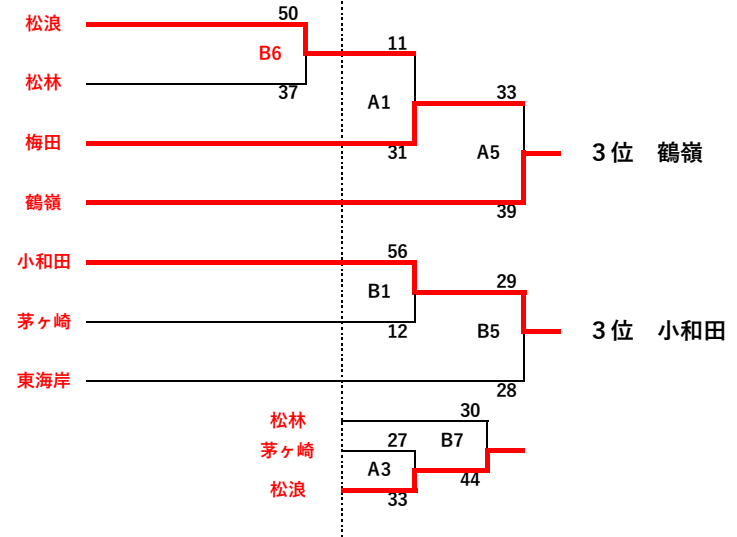 50
松浪
11
B6
松林
33
37
A1
梅田
31
A5
３位　鶴嶺
鶴嶺
39
56
小和田
29
B1
茅ヶ崎
12
B5
３位　小和田
東海岸
28
30
松林
27
B7
茅ヶ崎
A3
44
松浪
33